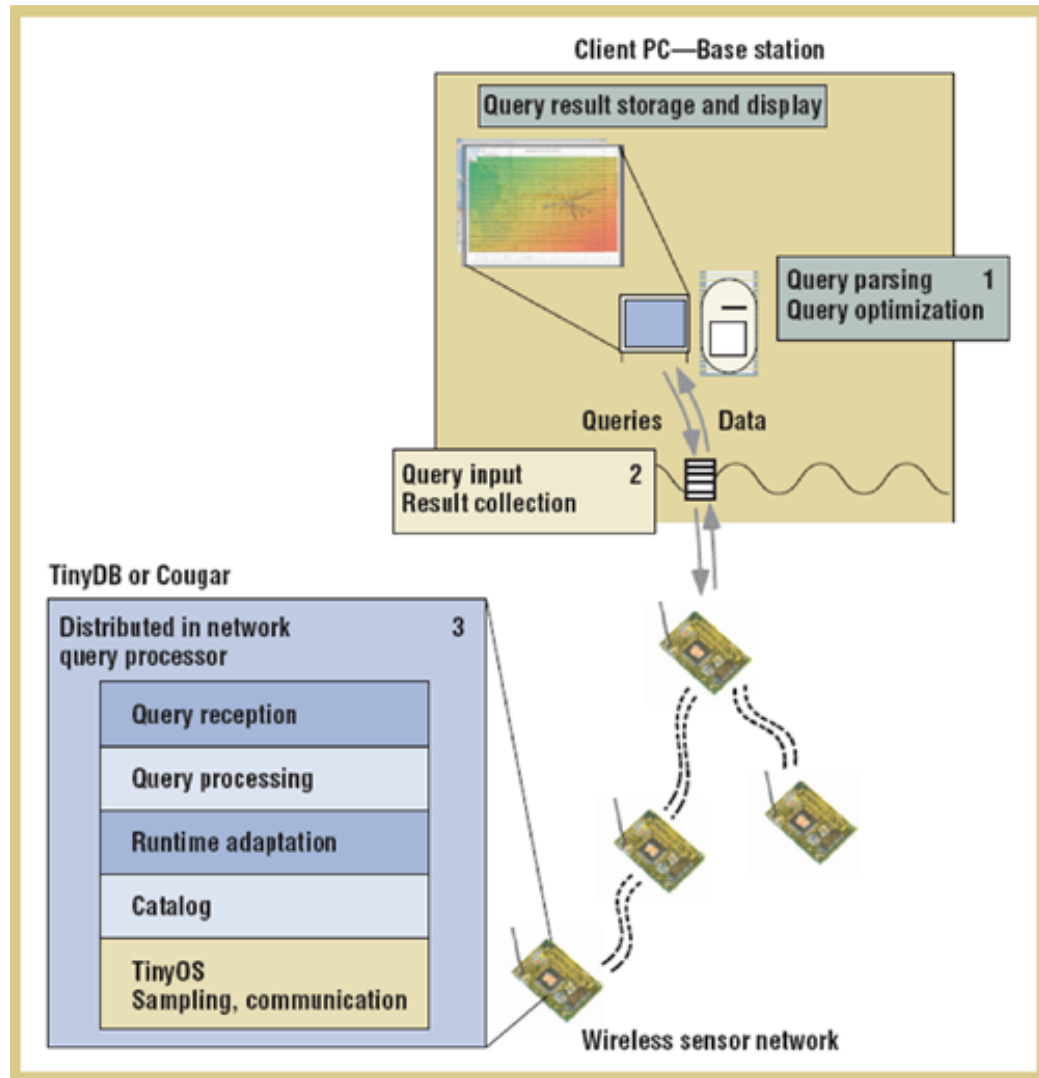 Client PC—Base station
Query result storage and display
Query parsing 1
Query optimization
Queries Data
Query input 2
Result collection
TinyDB or Cougar
Distributed in network 3
query processor
Query reception
Query processing
Runtime adaptation
Catalog
TinyOS
Sampling, communication
Wireless sensor network